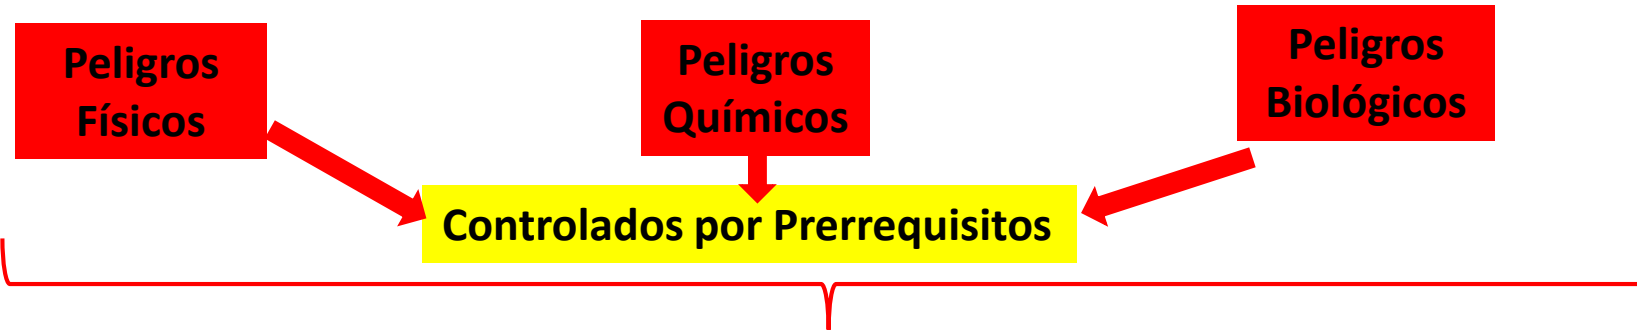 Peligros
Físicos
Peligros
Químicos
Peligros
Biológicos
Controlados por Prerrequisitos